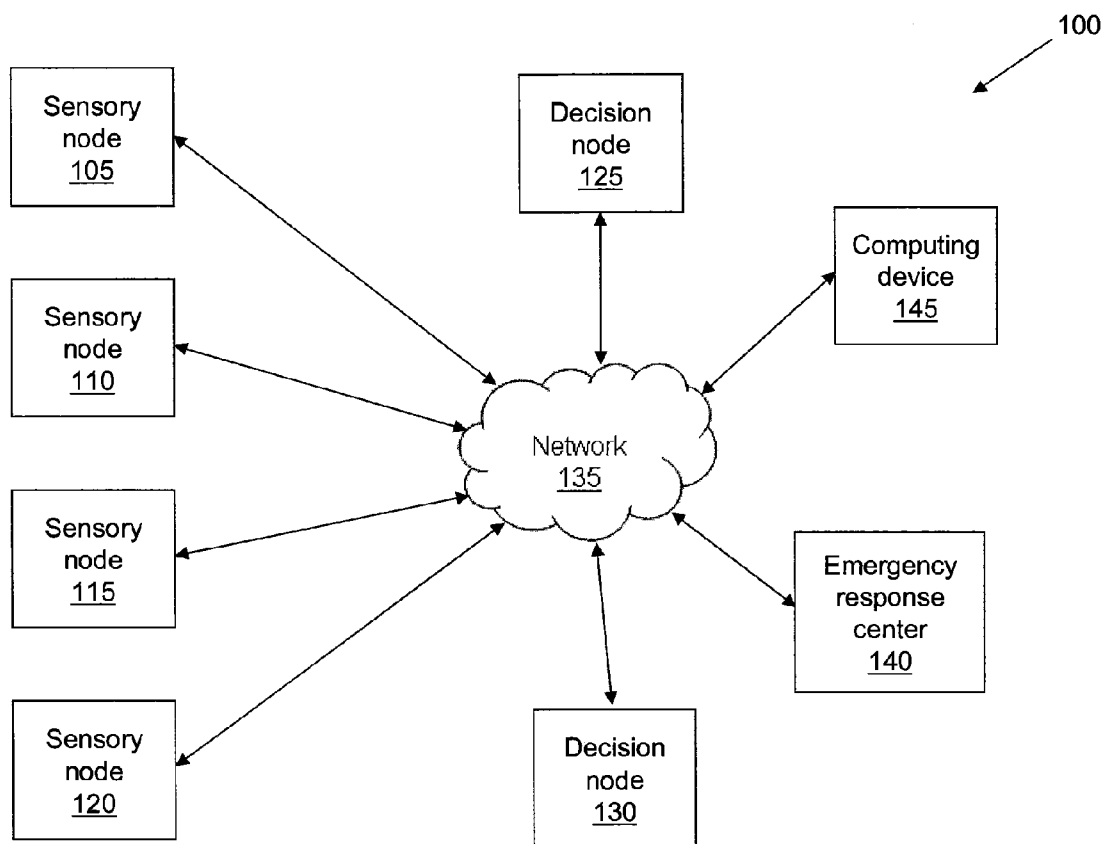 100
Sensory
node
105
Decision
node
125
Computing
device
145
Sensory
node
110
Network
135
Sensory
node
115
Emergency
response
center
140
Sensory
node
120
Decision
node
130